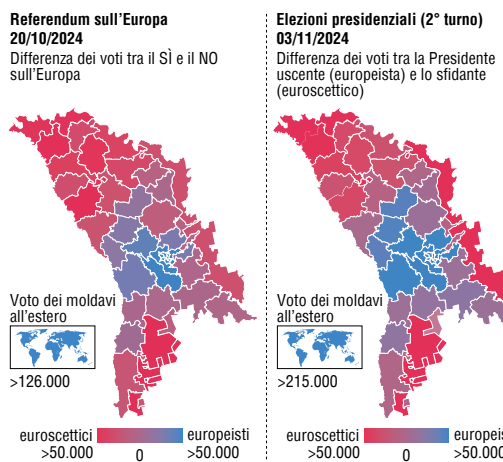 Referendum sull'Europa
20/10/2024
Differenza dei voti tra il SÌ e il NO
sull'Europa
Voto dei moldavi
all'estero
>126.000
euroscettici
>50.000
0
europeisti
>50.000
Elezioni presidenziali (2° turno)
03/11/2024
Differenza dei voti tra la Presidente
uscente (europeista) e lo sfidante
(euroscettico)
Voto dei moldavi
all'estero
>215.000
euroscettici
>50.000
0
europeis
>50.000